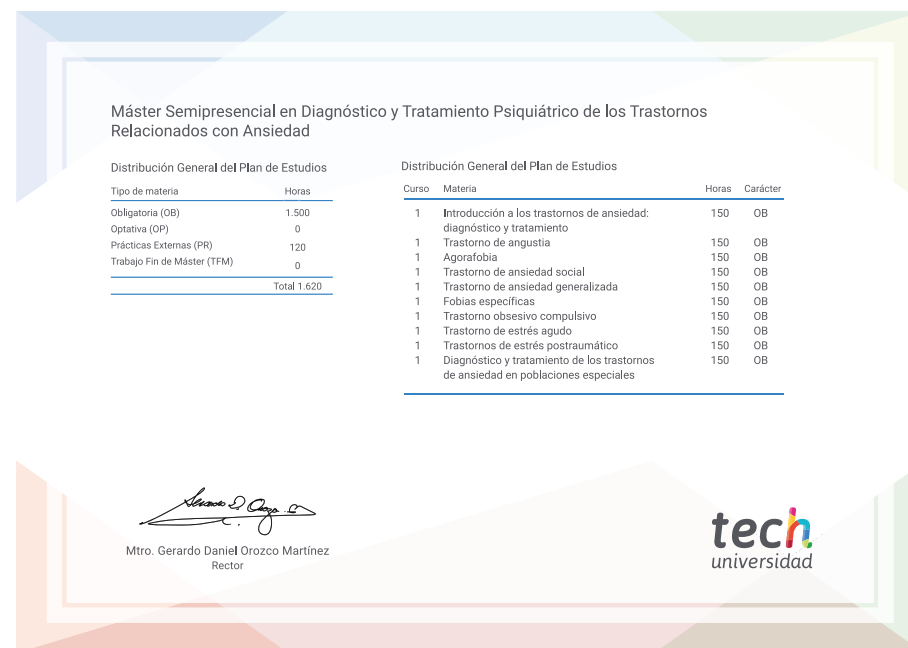 Máster Semipresencial en Diagnóstico y Tratamiento Psiquiátrico de los Trastornos
Relacionados con Ansiedad
Distribución General del Plan de Estudios
Tipo de materia Horas
Obligatoria (OB) 1.500
Optativa (OP) 0
Prácticas Externas (PR) 120
Trabajo Fin de Máster (TFM) 0
Total 1.620
Distribución General del Plan de Estudios
Curso Materia Horas Carácter
1 Introducción a los trastornos de ansiedad: 150 OB
diagnóstico y tratamiento
1 Trastorno de angustia 150 OB
1 Agorafobia 150 OB
1 Trastorno de ansiedad social 150 OB
1 Trastorno de ansiedad generalizada 150 OB
1 Fobias específicas 150 OB
1 Trastorno obsesivo compulsivo 150 OB
1 Trastorno de estrés agudo 150 OB
1 Trastornos de estrés postraumático 150 OB
1 Diagnóstico y tratamiento de los trastornos 150 OB
de ansiedad en poblaciones especiales
Mtro. Gerardo Daniel Orozco Martínez
Rector
tech
universidad